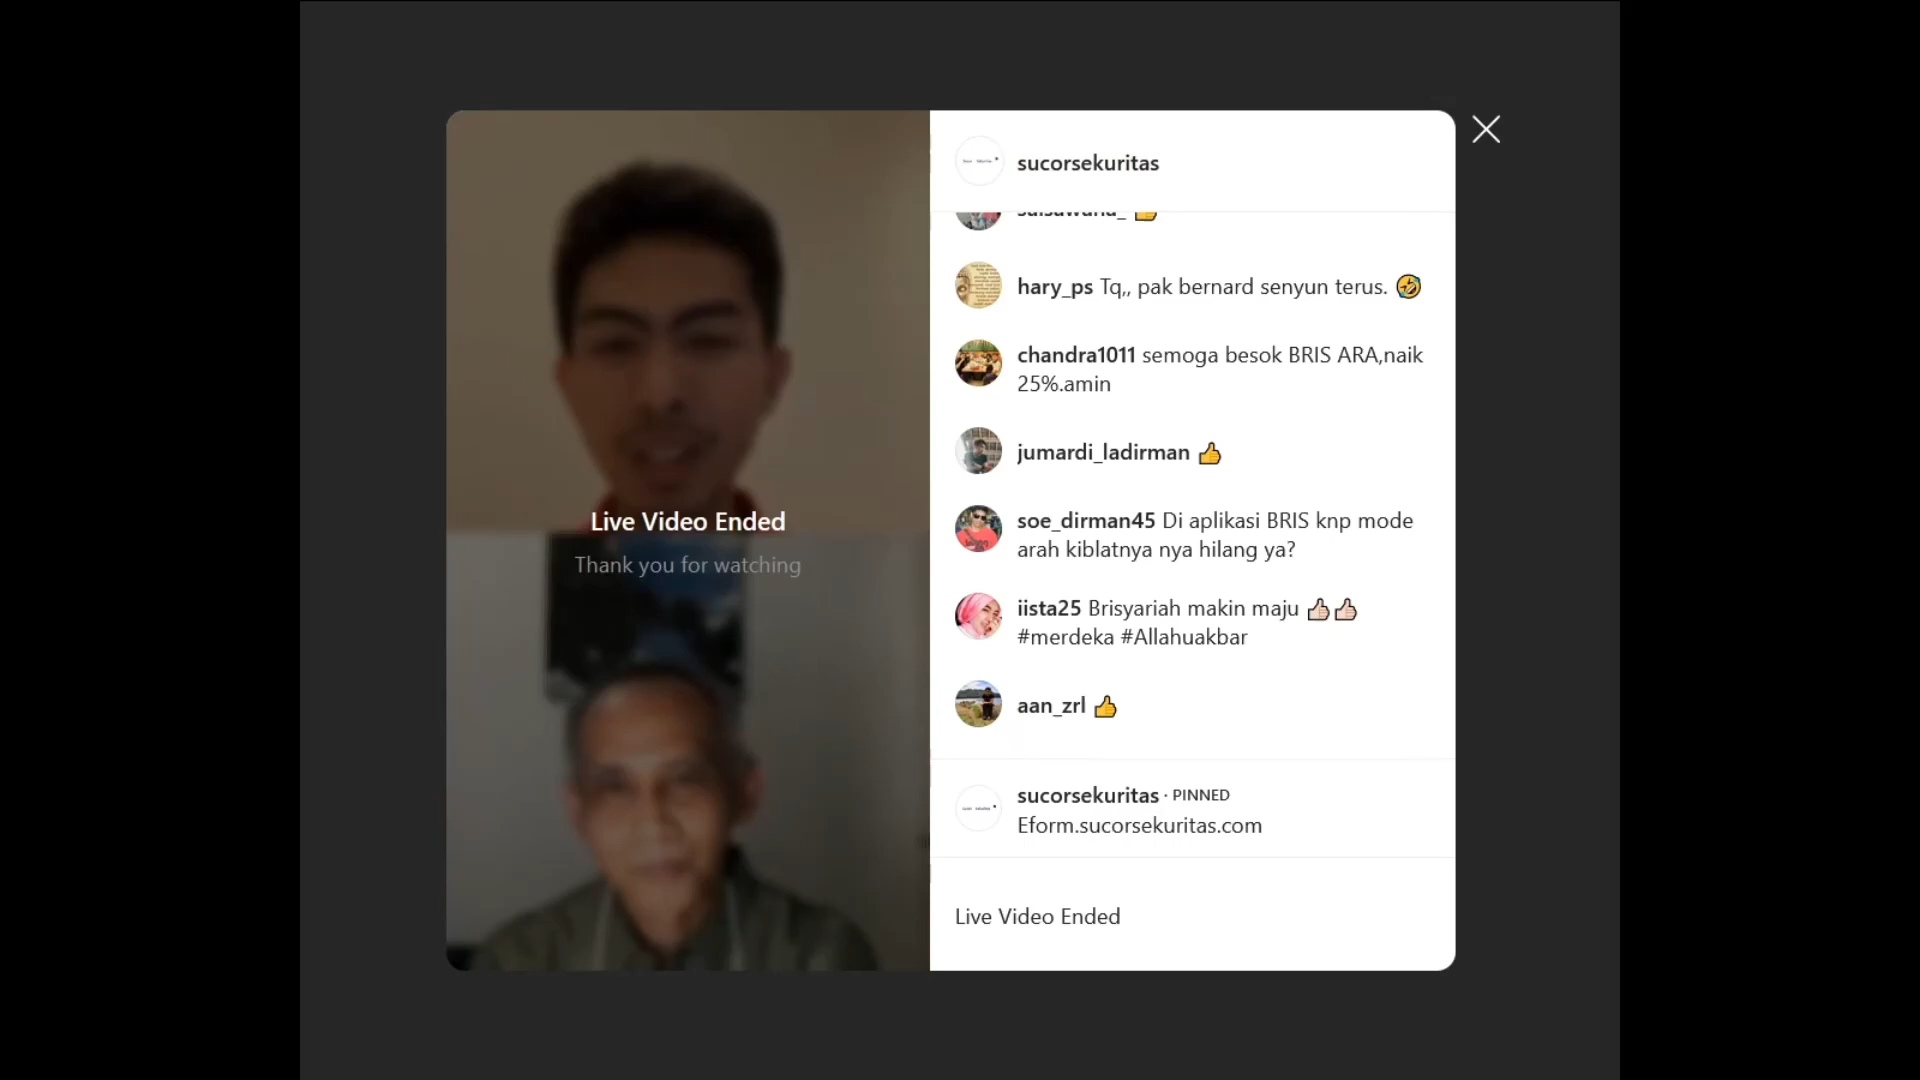 sucorsekuritas
hary_ps Tq,, pak bernard senyun terus. 🤣
chandra1011 semoga besok BRIS ARA,naik
25%.amin
jumardi_ladirman 👍
soe_dirman45 Di aplikasi BRIS knp mode
arah kiblatnya nya hilang ya?
iista25 Brisyariah makin maju 👍🏻👍🏻
#merdeka #Allahuakbar
aan_zrl 👍
sucorsekuritas · PINNED
Eform.sucorsekuritas.com
Live Video Ended
Live Video Ended
Thank you for watching